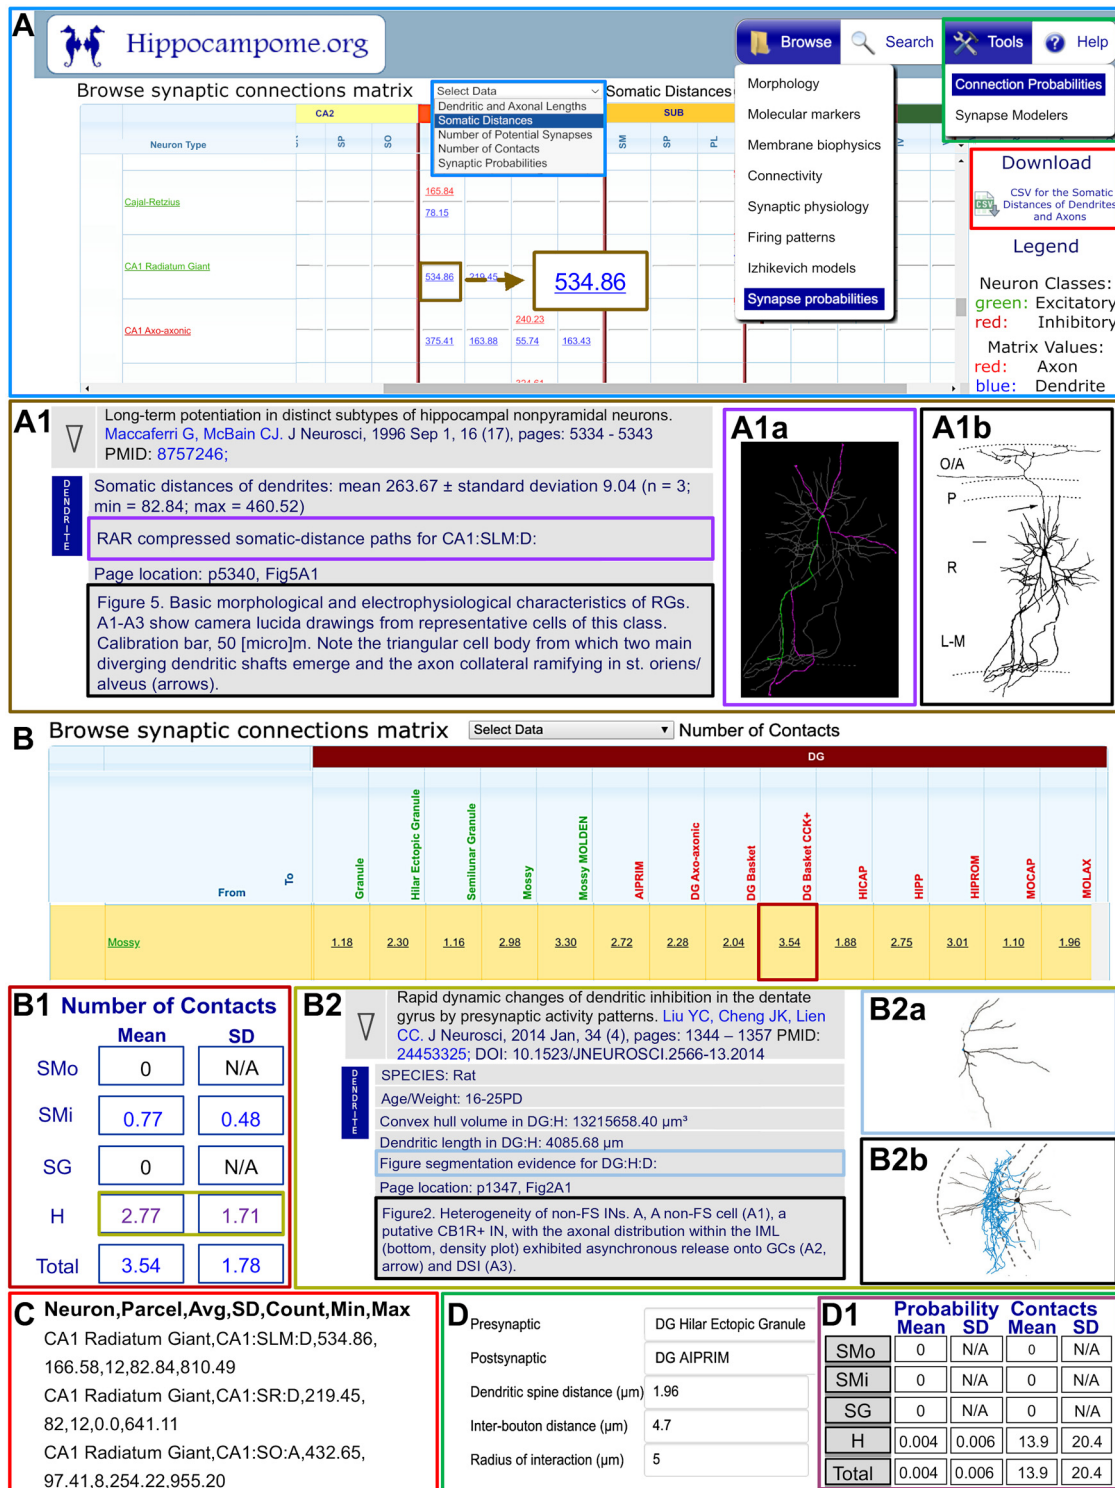 A
Hippocampome.org
Browse
Search
Tools
Help
Browse synaptic connections matrix
Select Data
Somatic Distances
Dendritic and Axonal Lengths
Somatic Distances
Number of Potential Synapses
Number of Contacts
Synaptic Probabilities
Morphology
Molecular markers
Membrane biophysics
Connectivity
Synaptic physiology
Firing patterns
Izhikevich models
Synapse probabilities
Connection Probabilities
Synapse Modelers
CA2
SUB
Neuron Type
SP
SO
SM
SP
PL
Cajal-Retzius
165.84
78.15
CA1 Radiatum Giant
534.86
219.45
534.86
CA1 Axo-axonic
240.23
375.41
163.88
55.74
163.43
Download
CSV
CSV for the Somatic
Distances of Dendrites
and Axons
Legend
Neuron Classes:
green: Excitatory
red: Inhibitory
Matrix Values:
red: Axon
blue: Dendrite
A1
Long-term potentiation in distinct subtypes of hippocampal nonpyramidal neurons.
Maccaferri G, McBain CJ. J Neurosci, 1996 Sep 1, 16 (17), pages: 5334 - 5343
PMID: 8757246;
DENDRITE
Somatic distances of dendrites: mean 263.67 ± standard deviation 9.04 (n = 3;
min = 82.84; max = 460.52)
RAR compressed somatic-distance paths for CA1:SLM:D:
Page location: p5340, Fig5A1
Figure 5. Basic morphological and electrophysiological characteristics of RGs.
A1-A3 show camera lucida drawings from representative cells of this class.
Calibration bar, 50 [micro]m. Note the triangular cell body from which two main
diverging dendritic shafts emerge and the axon collateral ramifying in st. oriens/
alveus (arrows).
A1a
A1b
O/A
P
R
L-M
B
Browse synaptic connections matrix
Select Data
Number of Contacts
DG
From
To
Granule
Hilar Ectopic Granule
Semilunar Granule
Mossy
Mossy MOLDEN
AIPRIM
DG Axo-axonic
DG Basket
DG Basket CCK+
HICAP
HIPP
HIPROM
MOCAP
MOLAX
Mossy 1.18 2.30 1.16 2.98 3.30 2.72 2.28 2.04 3.54 1.88 2.75 3.01 1.10 1.96
B1 Number of Contacts
Mean SD
SMo 0 N/A
SMi 0.77 0.48
SG 0 N/A
H 2.77 1.71
Total 3.54 1.78
B2
Rapid dynamic changes of dendritic inhibition in the dentate
gyrus by presynaptic activity patterns. Liu YC, Cheng JK, Lien
CC. J Neurosci, 2014 Jan, 34 (4), pages: 1344 – 1357 PMID:
24453325; DOI: 10.1523/JNEUROSCI.2566-13.2014
DENDRITE
SPECIES: Rat
Age/Weight: 16-25PD
Convex hull volume in DG:H: 13215658.40 µm³
Dendritic length in DG:H: 4085.68 µm
Figure segmentation evidence for DG:H:D:
Page location: p1347, Fig2A1
Figure2. Heterogeneity of non-FS INs. A, A non-FS cell (A1), a
putative CB1R+ IN, with the axonal distribution within the IML
(bottom, density plot) exhibited asynchronous release onto GCs (A2,
arrow) and DSI (A3).
B2a
B2b
C
Neuron,Parcel,Avg,SD,Count,Min,Max
CA1 Radiatum Giant,CA1:SLM:D,534.86,
166.58,12,82.84,810.49
CA1 Radiatum Giant,CA1:SR:D,219.45,
82,12,0.0,641.11
CA1 Radiatum Giant,CA1:SO:A,432.65,
97.41,8,254.22,955.20
D
Presynaptic DG Hilar Ectopic Granule
Postsynaptic DG AIPRIM
Dendritic spine distance (µm) 1.96
Inter-bouton distance (µm) 4.7
Radius of interaction (µm) 5
D1
Probability Contacts
Mean SD Mean SD
SMo 0 N/A 0 N/A
SMi 0 N/A 0 N/A
SG 0 N/A 0 N/A
H 0.004 0.006 13.9 20.4
Total 0.004 0.006 13.9 20.4